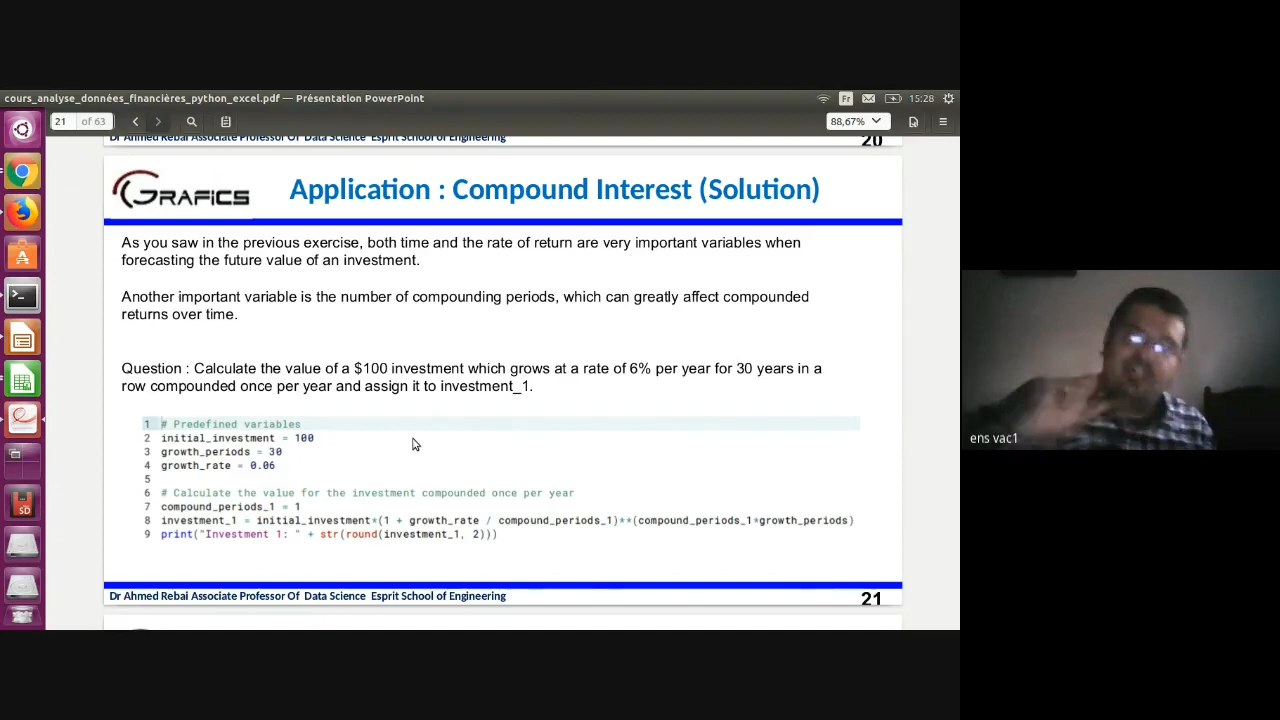 cours_analyse_données_financières_python_excel.pdf — Présentation PowerPoint
Fr
15:28
21 of 63
88,67%
Dr Ahmed Rebai Associate Professor Of Data Science Esprit School of Engineering
20
GRAFICS
Application : Compound Interest (Solution)
As you saw in the previous exercise, both time and the rate of return are very important variables when
forecasting the future value of an investment.
Another important variable is the number of compounding periods, which can greatly affect compounded
returns over time.
Question : Calculate the value of a $100 investment which grows at a rate of 6% per year for 30 years in a
row compounded once per year and assign it to investment_1.
1 # Predefined variables
2 initial_investment = 100
3 growth_periods = 30
4 growth_rate = 0.06
5
6 # Calculate the value for the investment compounded once per year
7 compound_periods_1 = 1
8 investment_1 = initial_investment*(1 + growth_rate / compound_periods_1)**(compound_periods_1*growth_periods)
9 print("Investment 1: " + str(round(investment_1, 2)))
Dr Ahmed Rebai Associate Professor Of Data Science Esprit School of Engineering
21
SD
ens vac1